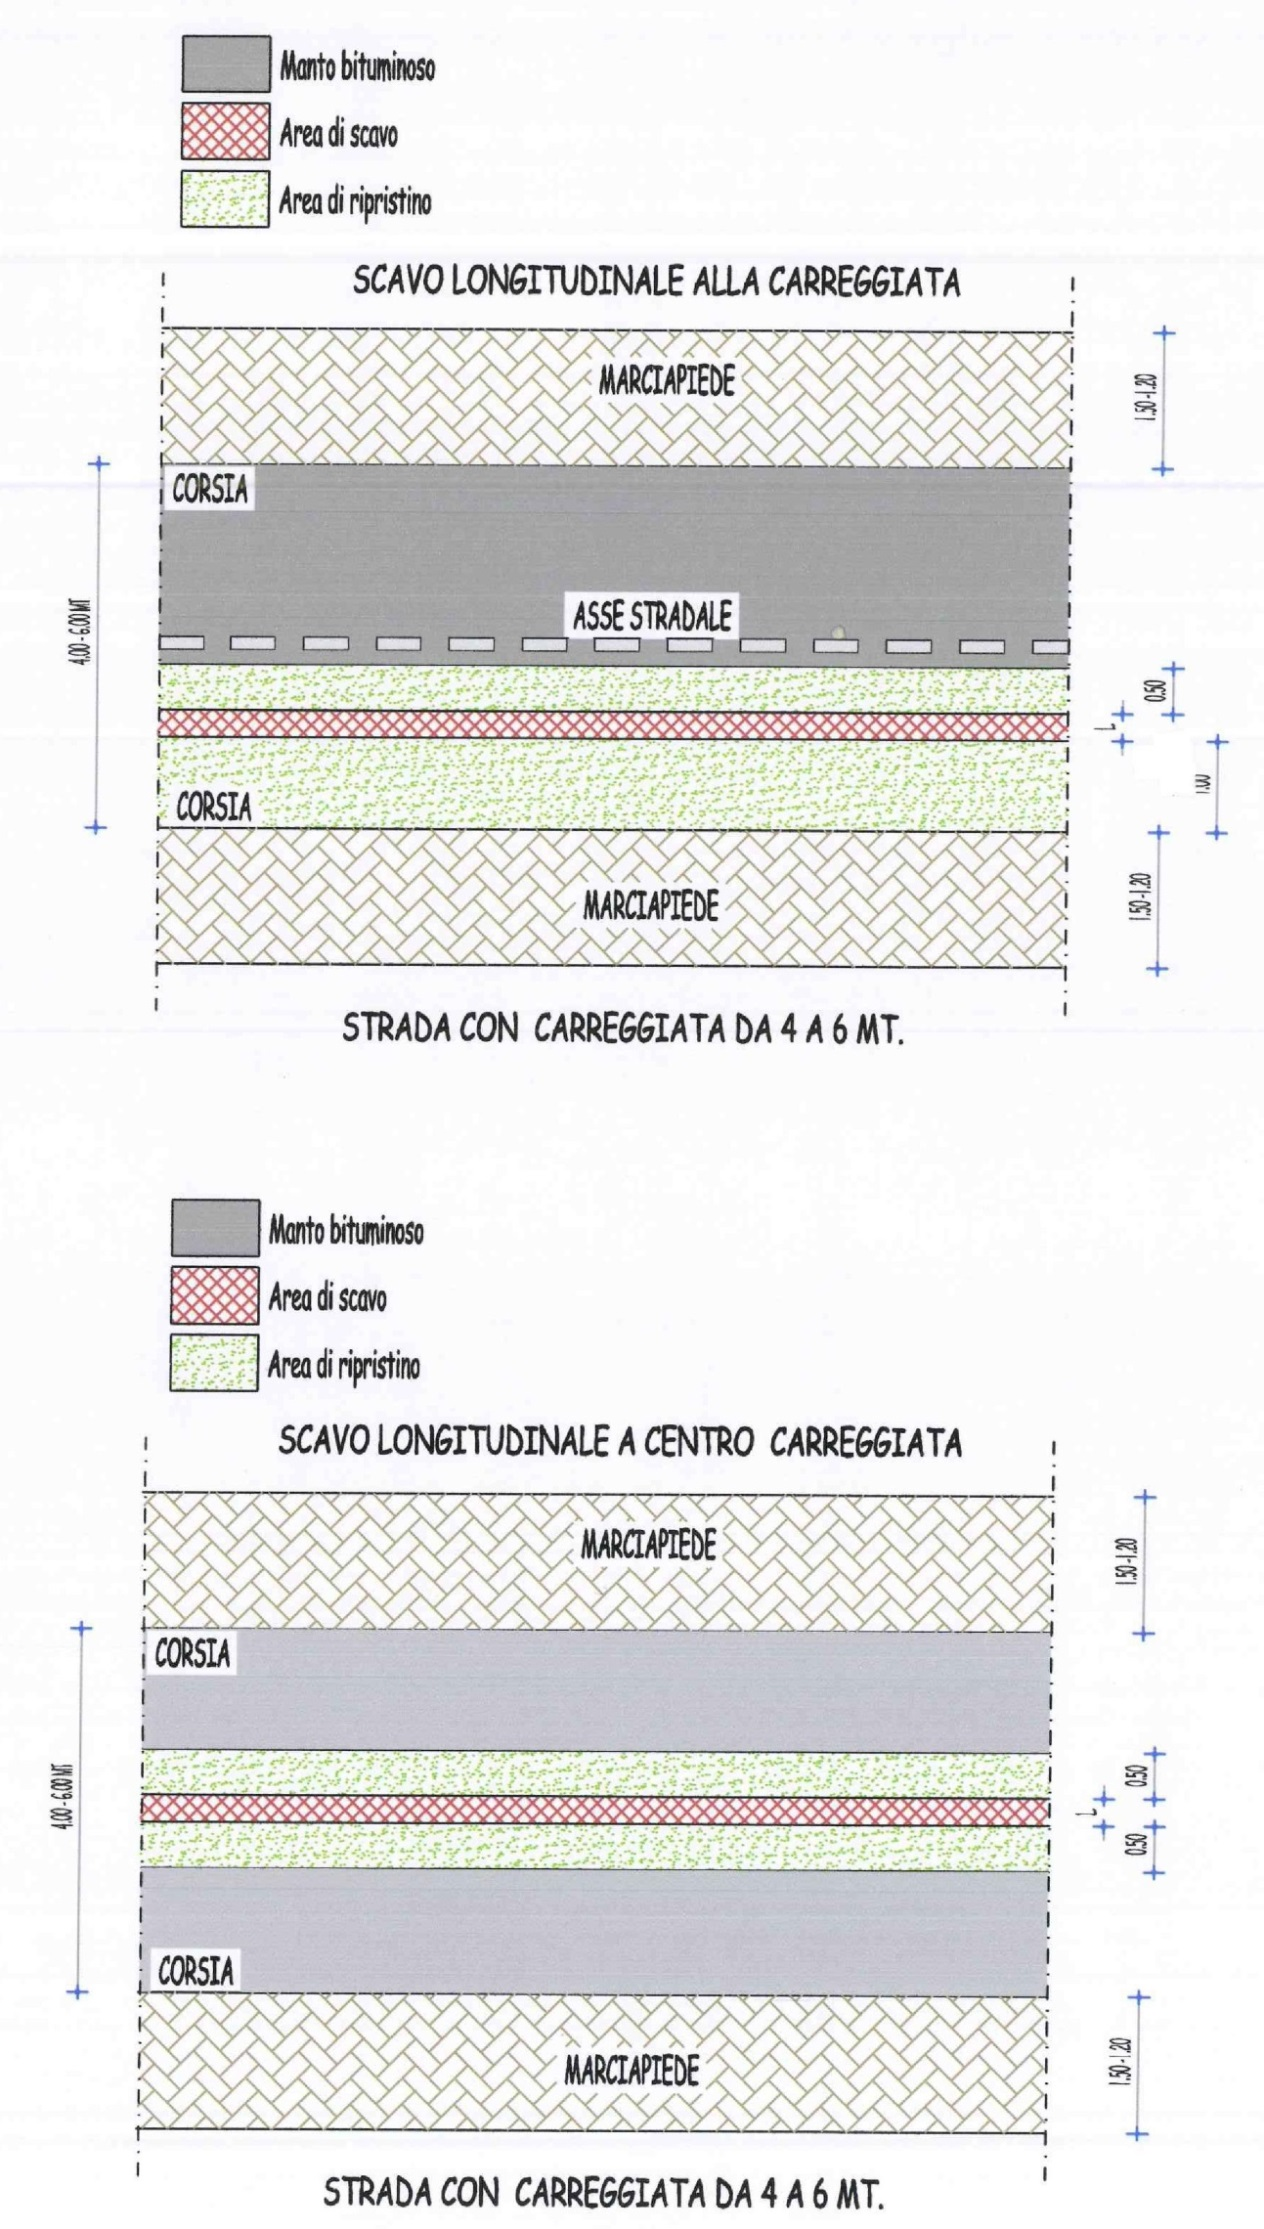 Manto bituminoso
Area di scavo
Area di ripristino
SCAVO LONGITUDINALE ALLA CARREGGIATA
MARCIAPIEDE
1.50-1.20
CORSIA
4.00 - 6.00 MT
ASSE STRADALE
0.50
L
1.00
CORSIA
MARCIAPIEDE
1.50-1.20
STRADA CON CARREGGIATA DA 4 A 6 MT.
Manto bituminoso
Area di scavo
Area di ripristino
SCAVO LONGITUDINALE A CENTRO CARREGGIATA
MARCIAPIEDE
1.50-1.20
CORSIA
4.00 - 6.00 MT
0.50
L
0.50
CORSIA
MARCIAPIEDE
1.50-1.20
STRADA CON CARREGGIATA DA 4 A 6 MT.